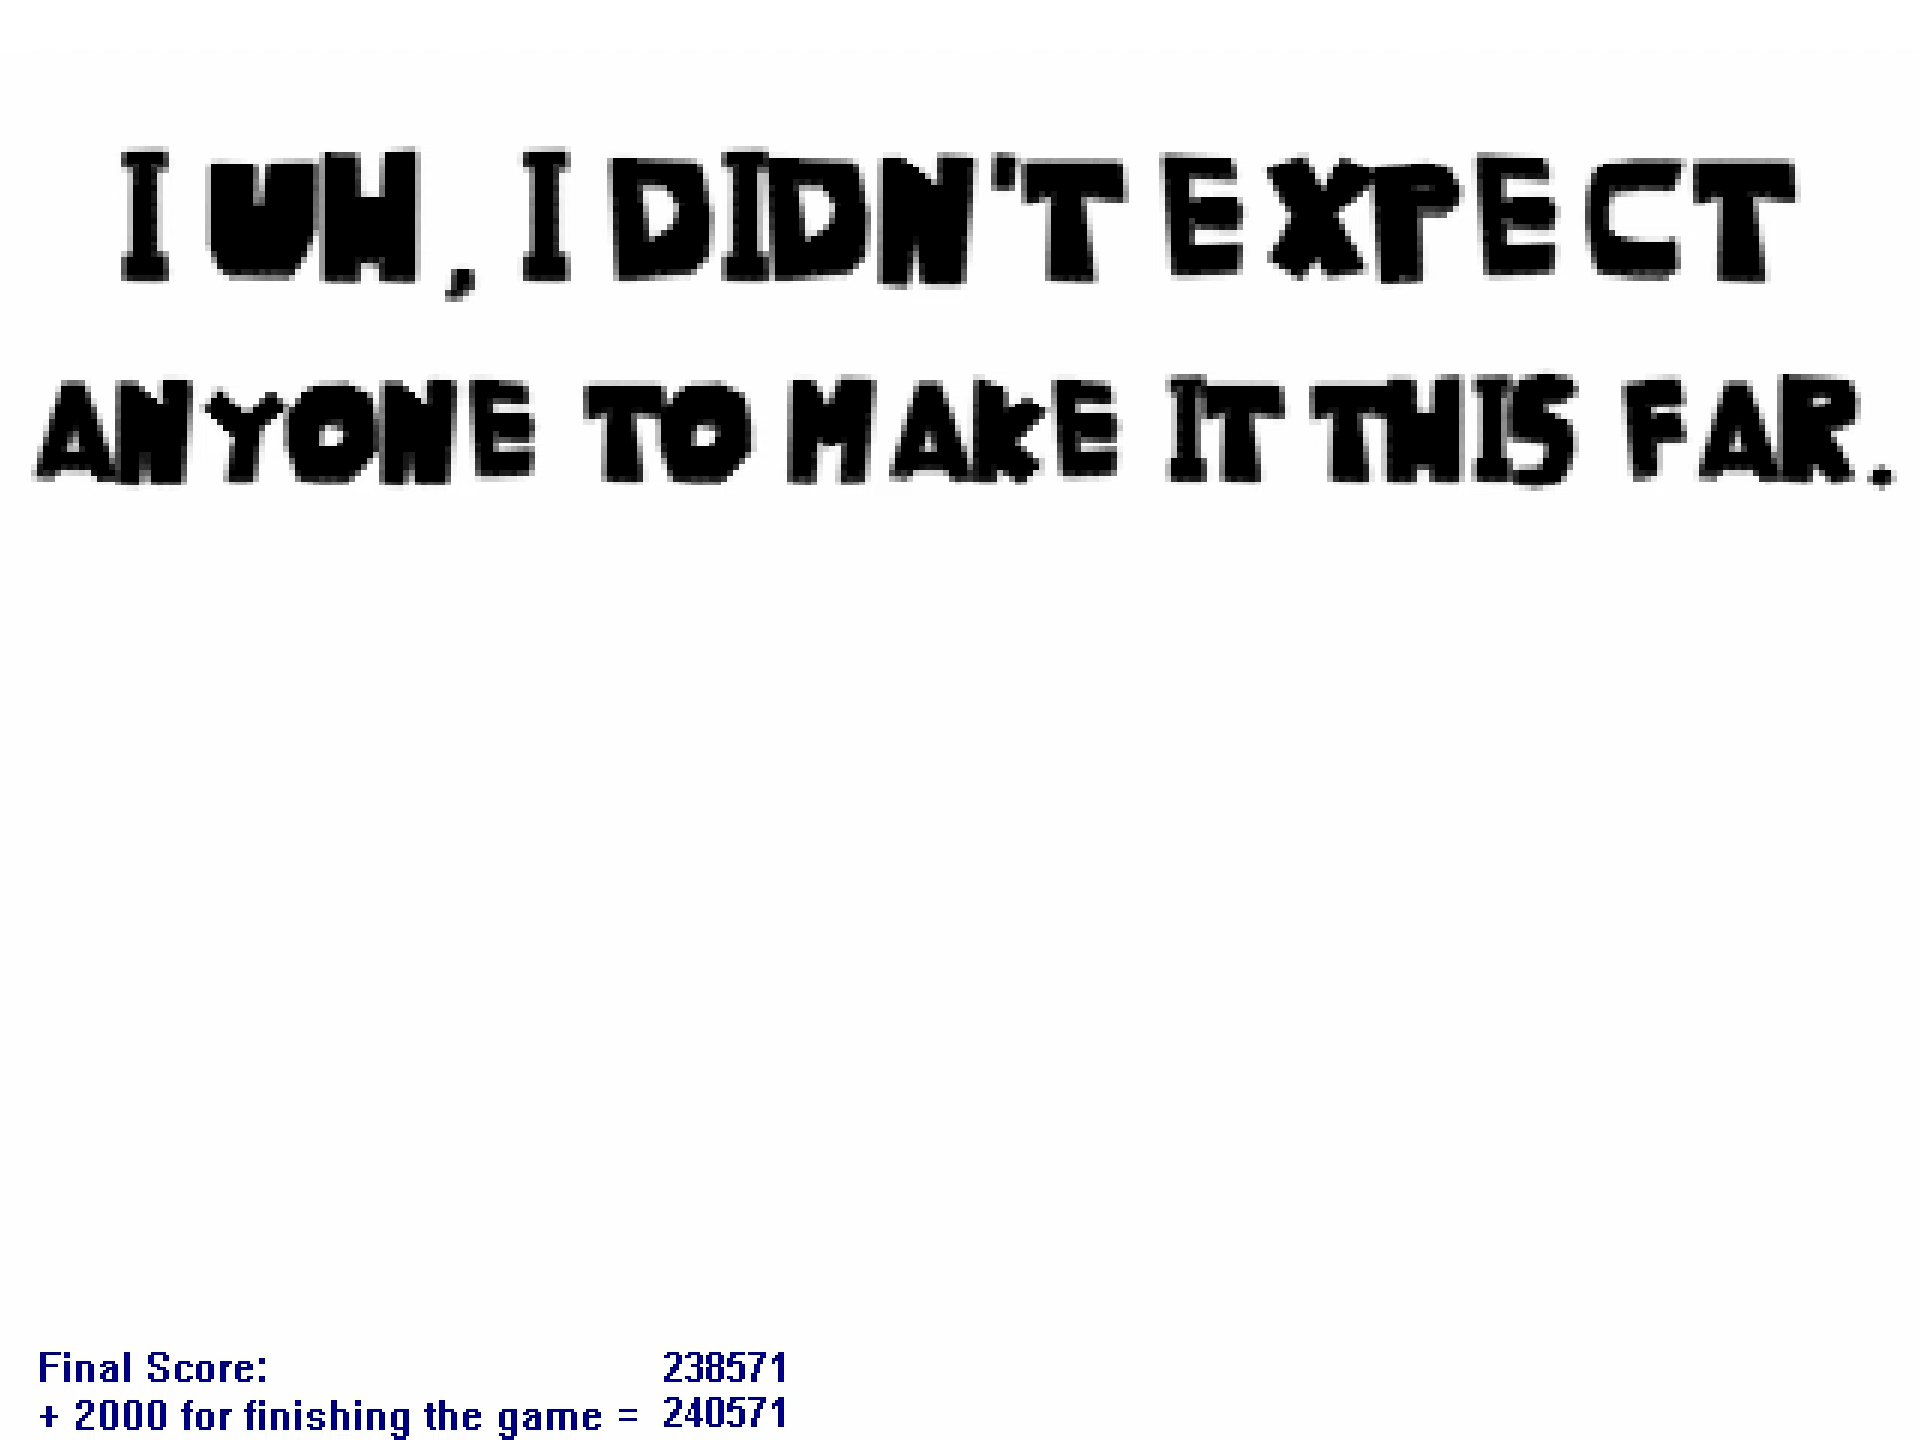 I UH, I DIDN'T EXPECT
ANYONE TO MAKE IT THIS FAR.
Final Score: 238571
+ 2000 for finishing the game = 240571